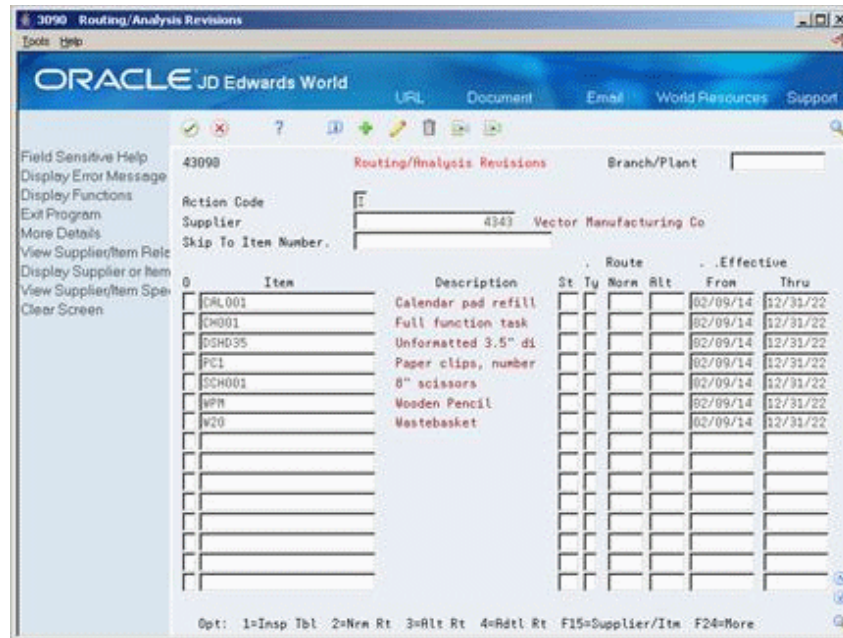 3090 Routing/Analysis Revisions
Tools Help
ORACLE JD Edwards World
URL Document Email World Resources Support
Field Sensitive Help
Display Error Message
Display Functions
Exit Program
More Details
View Supplier/Item Rele
Display Supplier or Item
View Supplier/Item Spe
Clear Screen
43090 Routing/Analysis Revisions Branch/Plant
Action Code I
Supplier 4343 Vector Manufacturing Co
Skip To Item Number.
. Route . .Effective
O Item Description St Ty Norm Alt From Thru
CAL001 Calendar pad refill 02/09/14 12/31/22
CH001 Full function task 02/09/14 12/31/22
DSHD35 Unformatted 3.5" di 02/09/14 12/31/22
PC1 Paper clips, number 02/09/14 12/31/22
SCH001 8" scissors 02/09/14 12/31/22
WPM Wooden Pencil 02/09/14 12/31/22
W20 Wastebasket 02/09/14 12/31/22
Opt: 1=Insp Tbl 2=Nrm Rt 3=Alt Rt 4=Adtl Rt F15=Supplier/Itm F24=More